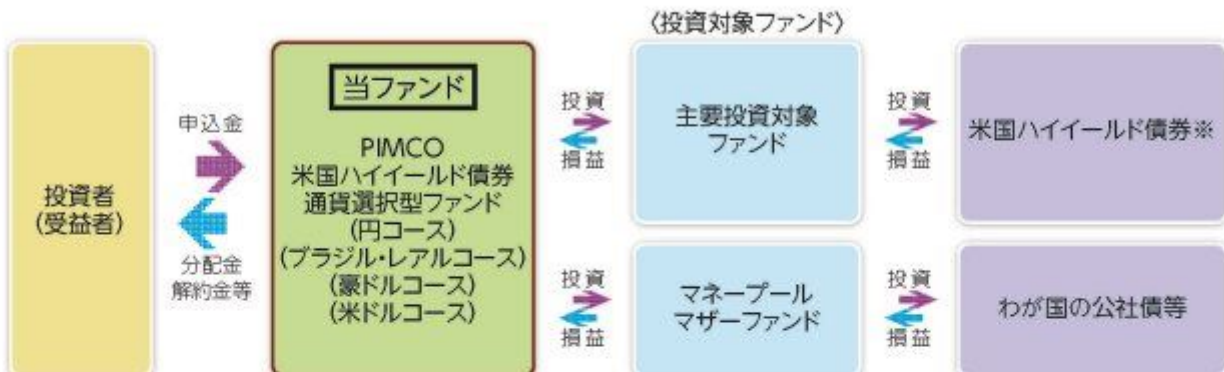 〈投資対象ファンド〉
投資者
(受益者)
申込金
分配金
解約金等
当ファンド
PIMCO
米国ハイイールド債券
通貨選択型ファンド
(円コース)
(ブラジル・レアルコース)
(豪ドルコース)
(米ドルコース)
投資
損益
主要投資対象
ファンド
投資
損益
米国ハイイールド債券※
投資
損益
マネープール
マザーファンド
投資
損益
わが国の公社債等